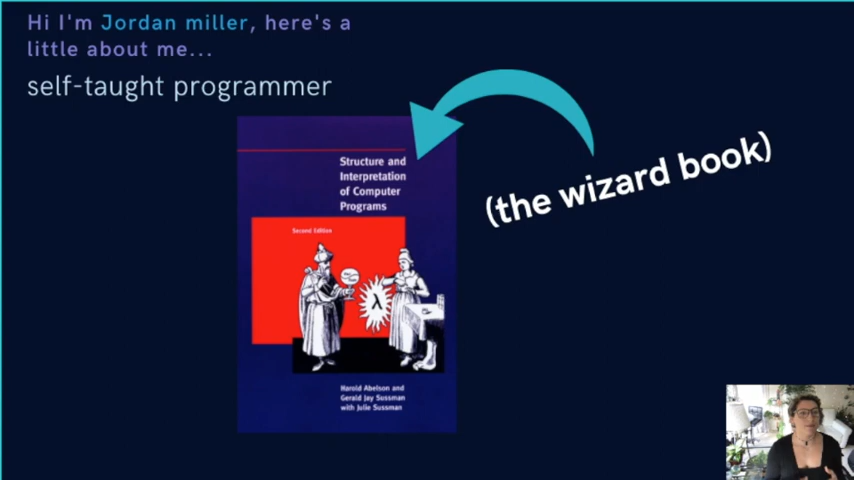 Hi I'm Jordan miller, here's a
little about me...
self-taught programmer
(the wizard book)
Structure and
Interpretation
of Computer
Programs
Second Edition
λ
Harold Abelson and
Gerald Jay Sussman
with Julie Sussman